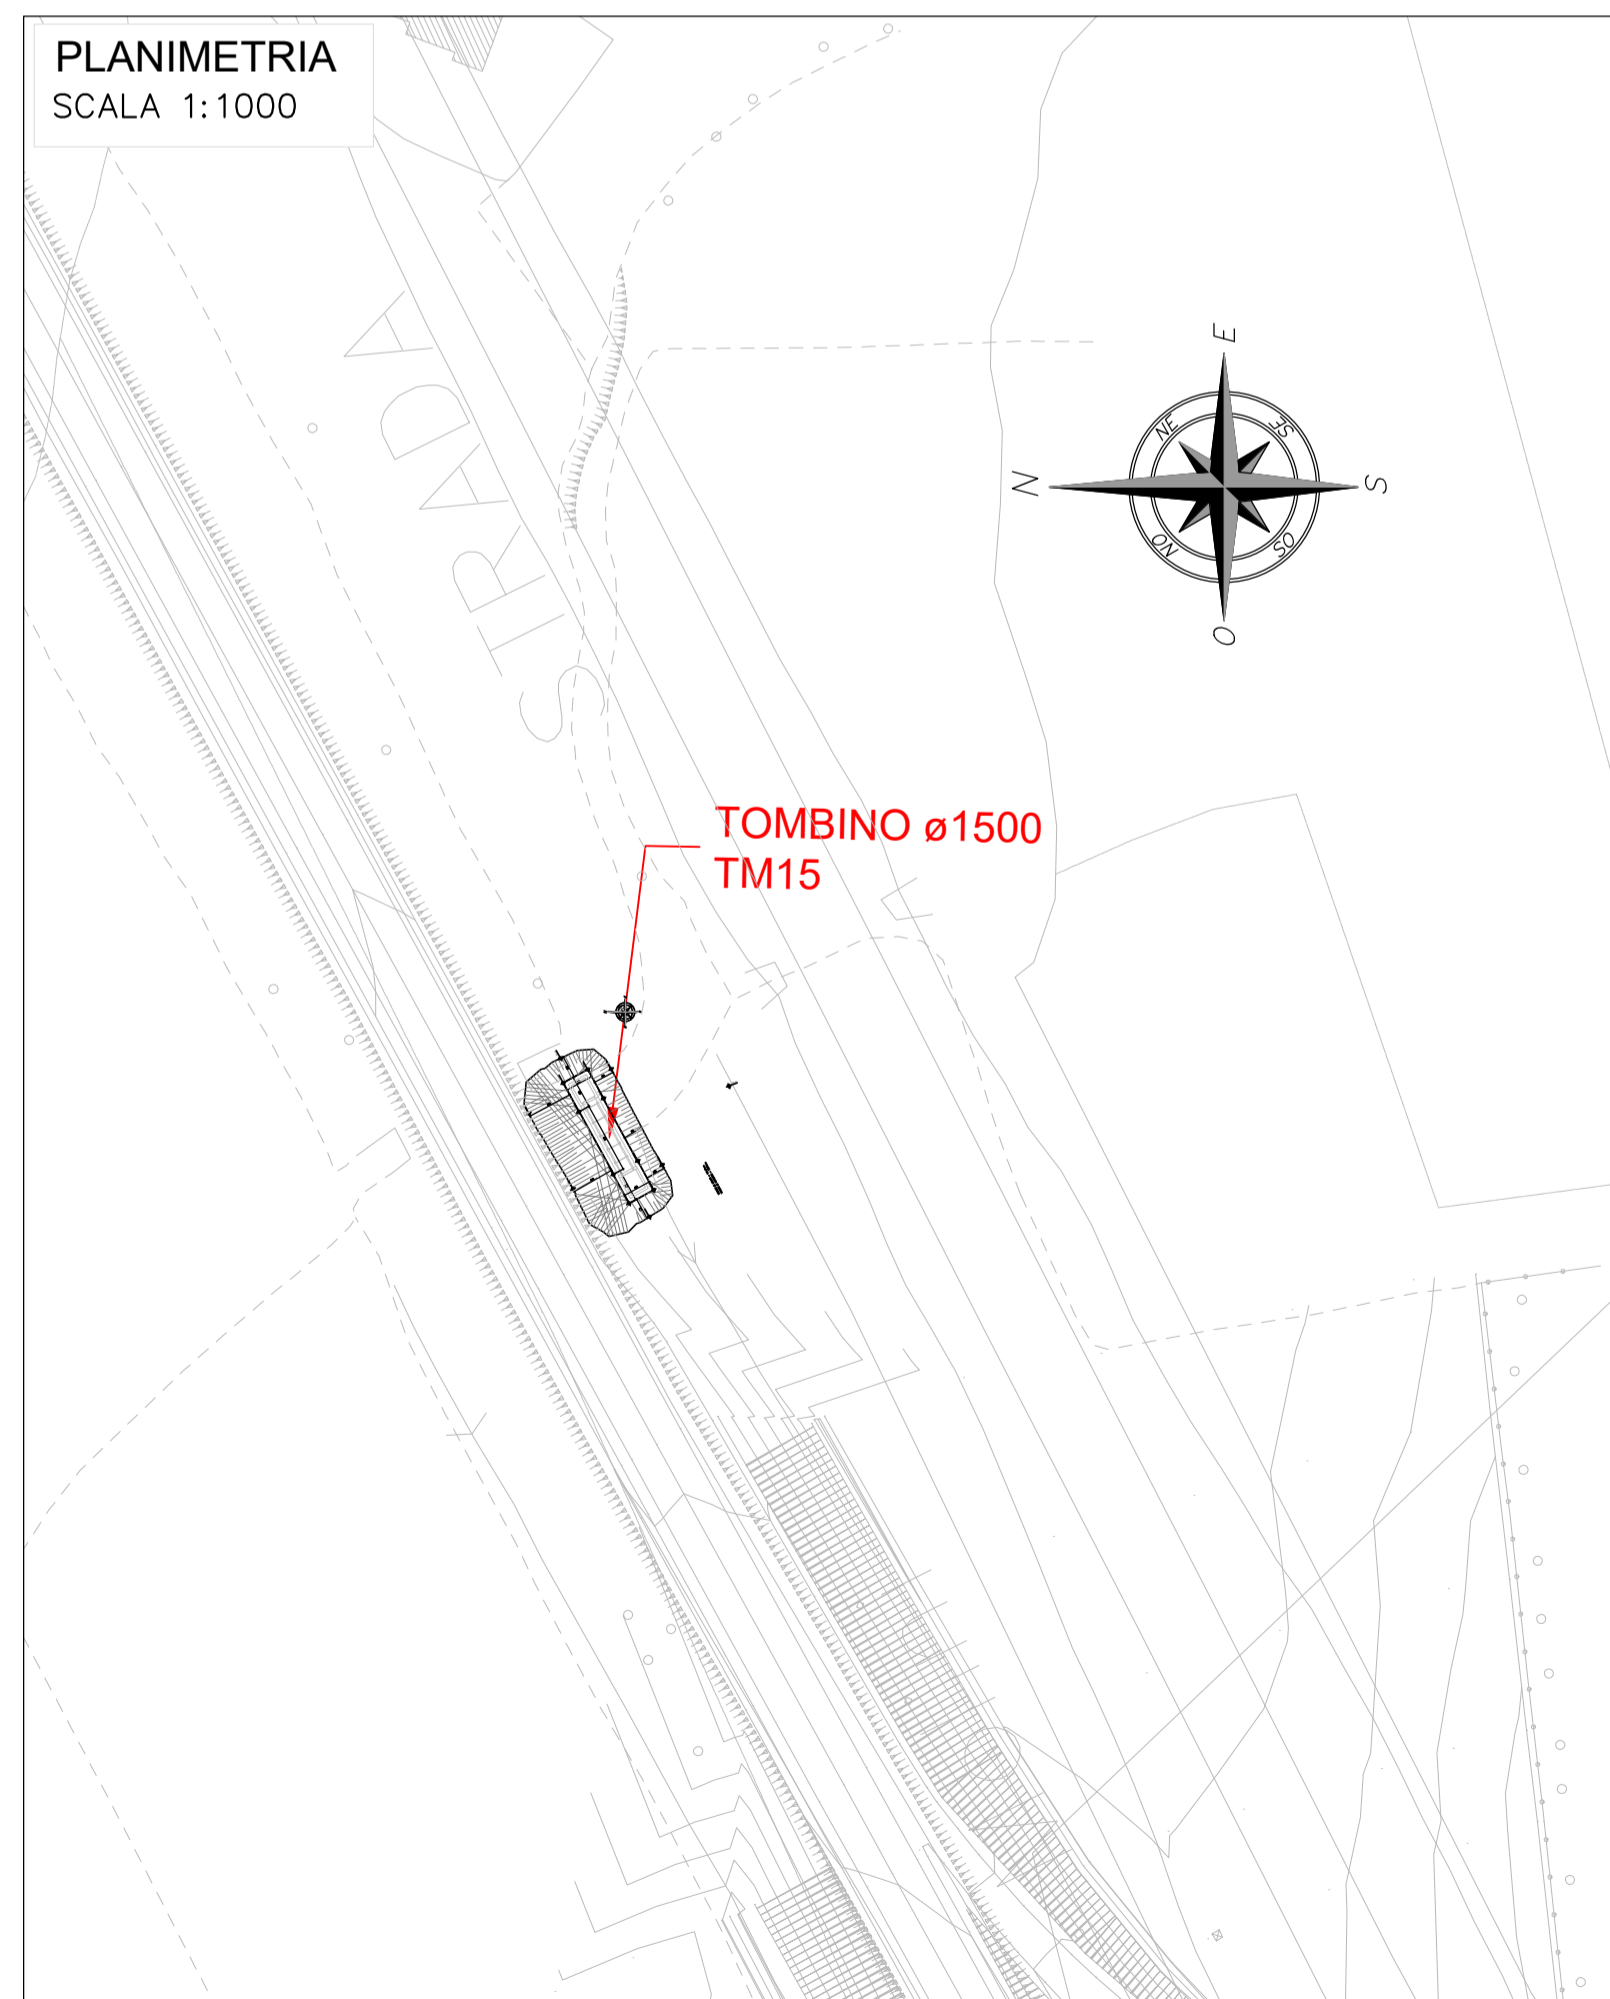 PLANIMETRIA
SCALA 1:1000
STRADA
E
NE
SE
N
S
NO
SO
O
TOMBINO ø1500
TM15